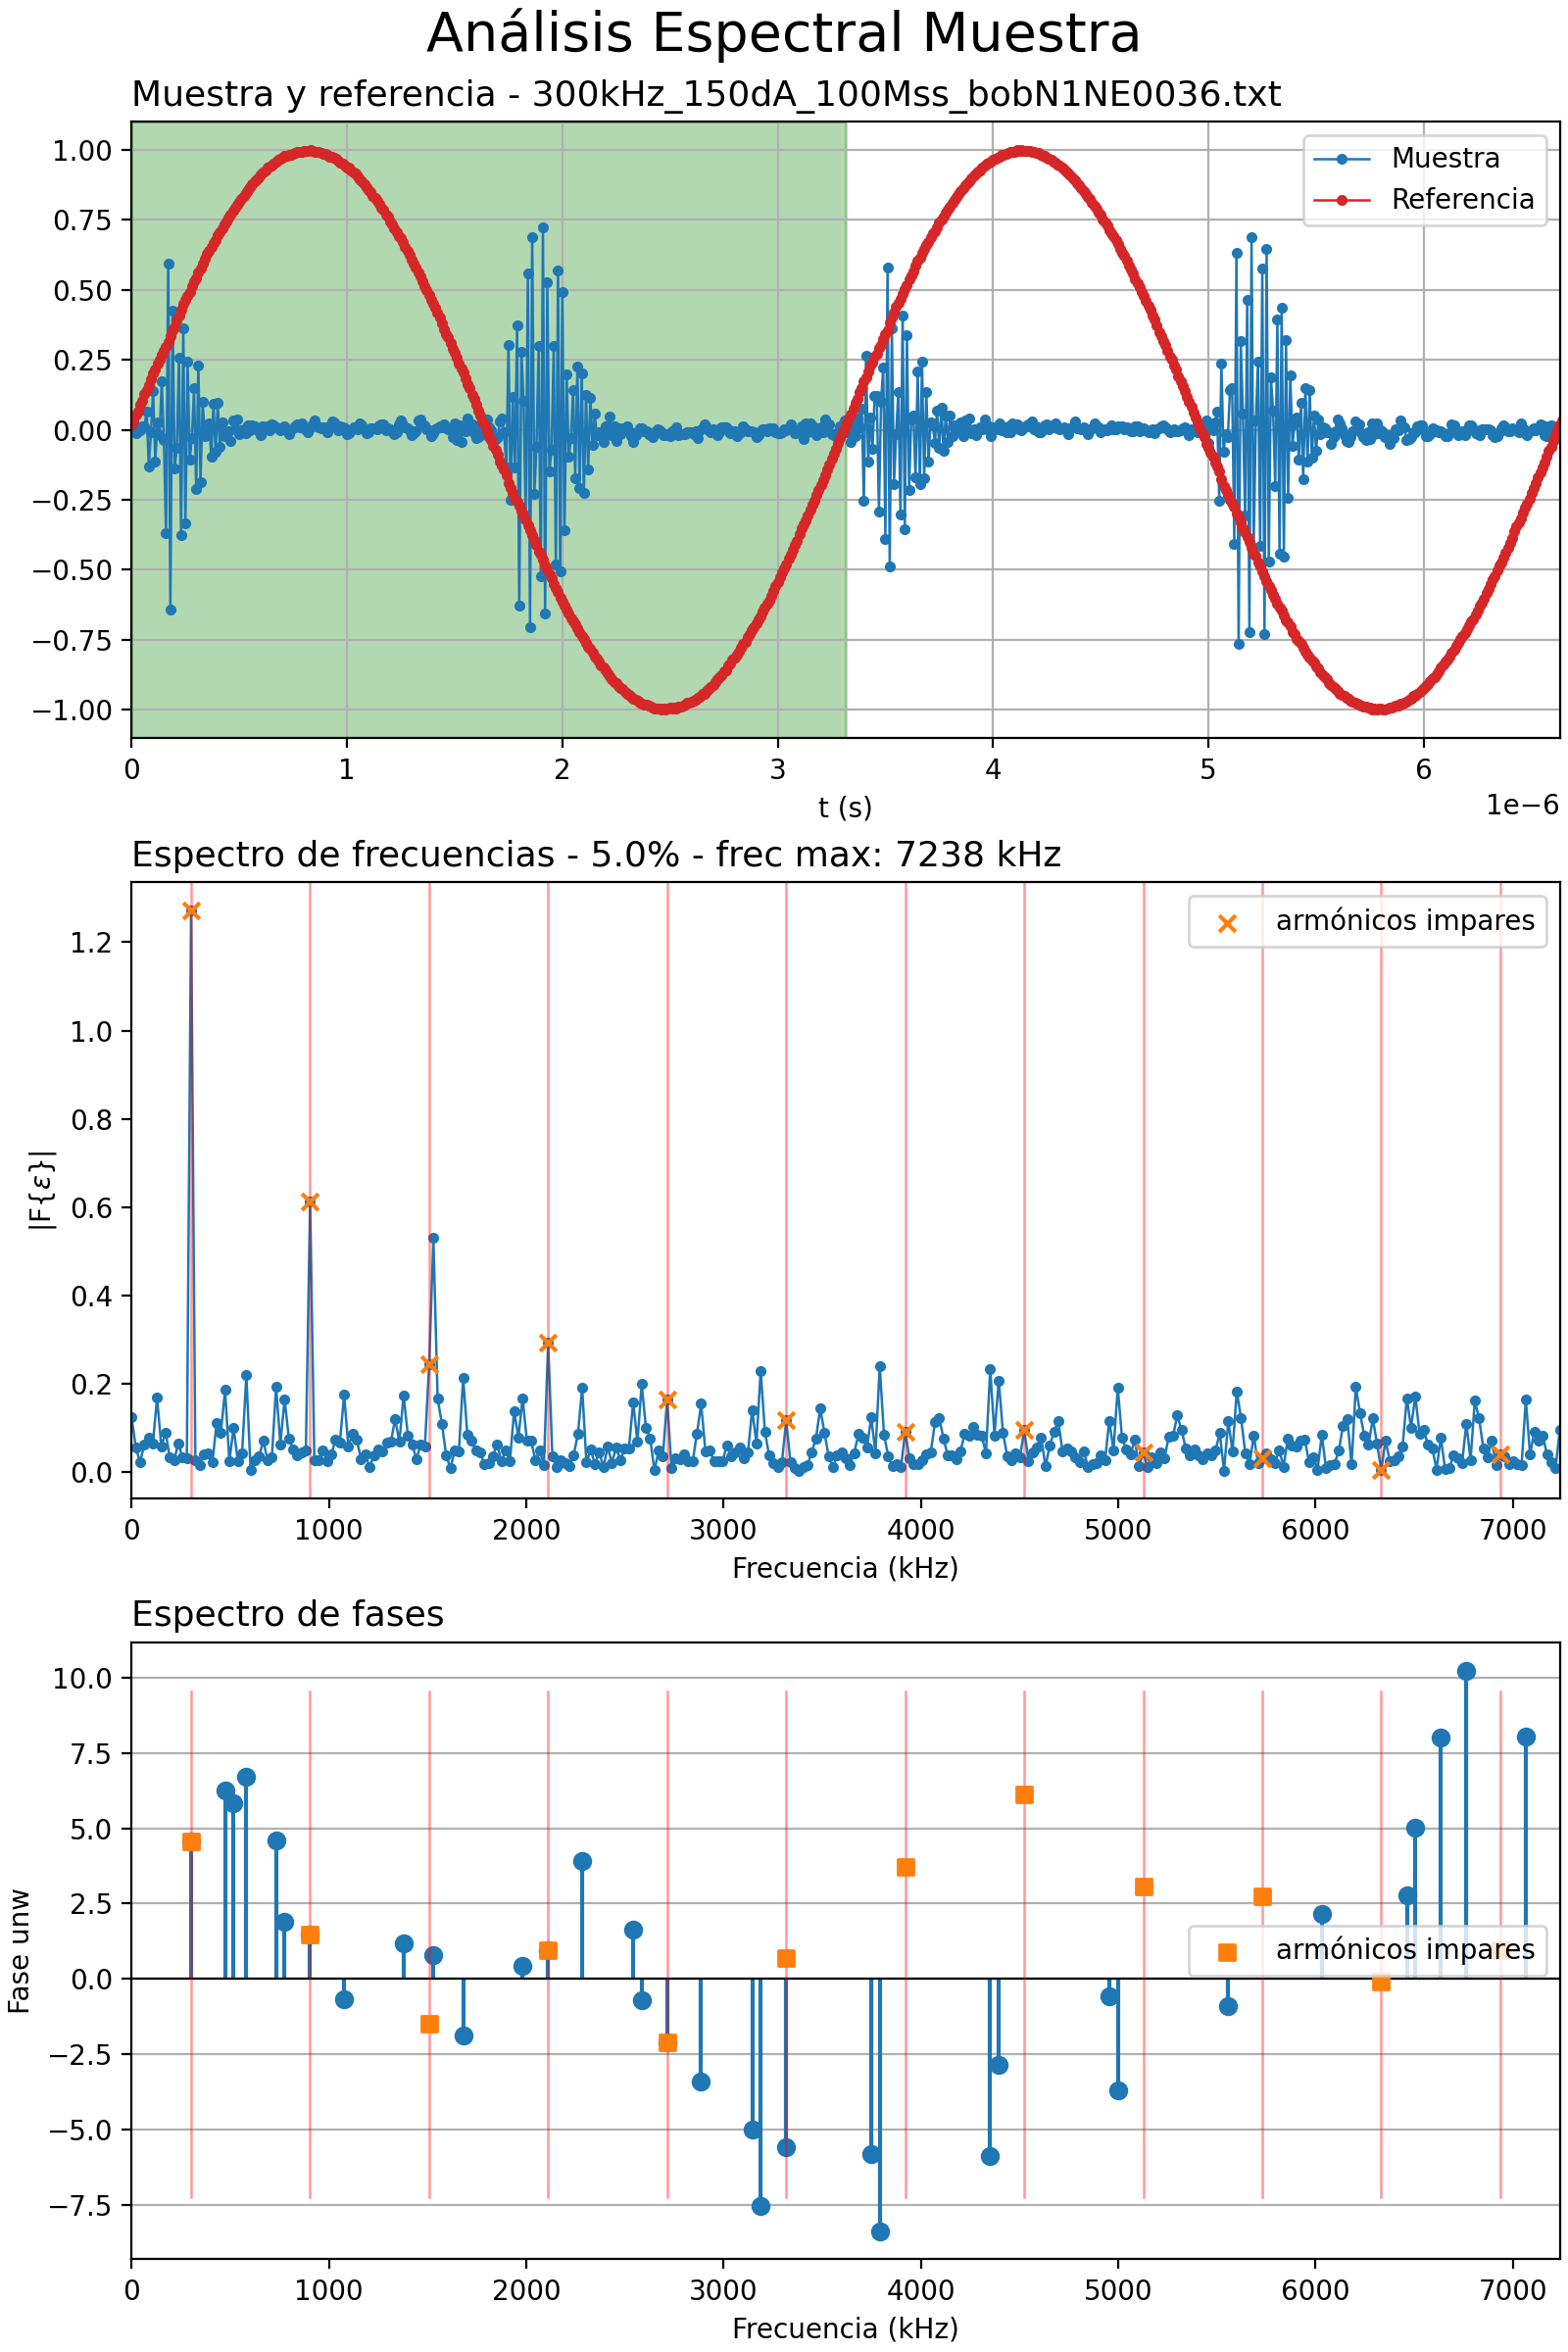 Análisis Espectral Muestra
Muestra y referencia - 300kHz_150dA_100Mss_bobN1NE0036.txt
1.00
0.75
0.50
0.25
0.00
−0.25
−0.50
−0.75
−1.00
Muestra
Referencia
0 1 2 3 4 5 6
1e−6
t (s)
Espectro de frecuencias - 5.0% - frec max: 7238 kHz
armónicos impares
1.2
1.0
0.8
0.6
0.4
0.2
0.0
|F{ε}|
0 1000 2000 3000 4000 5000 6000 7000
Frecuencia (kHz)
Espectro de fases
10.0
7.5
5.0
2.5
0.0
−2.5
−5.0
−7.5
Fase unw
armónicos impares
0 1000 2000 3000 4000 5000 6000 7000
Frecuencia (kHz)